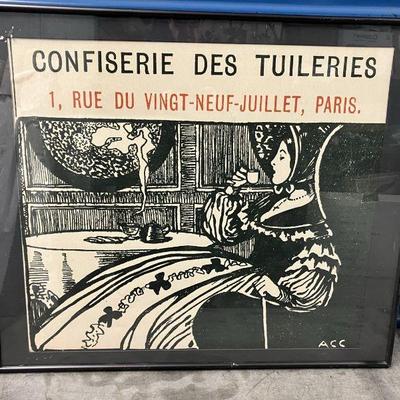 CONFISERIE DES TUILERIES
1, RUE DU VINGT-NEUF-JUILLET, PARIS.
ACC